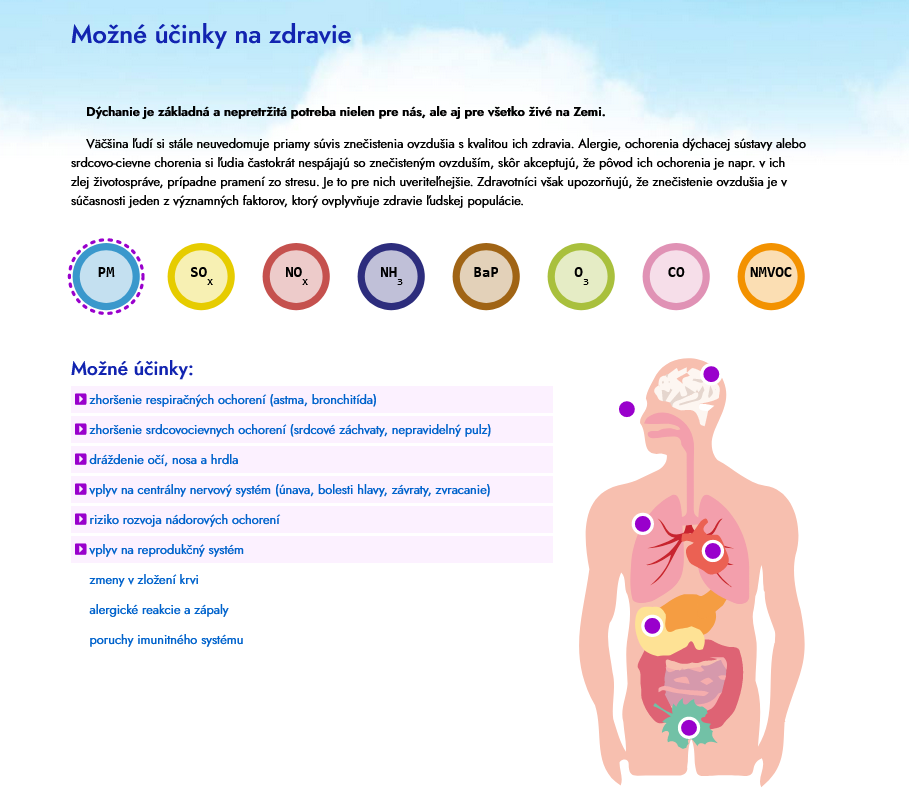 Možné účinky na zdravie
Dýchanie je základná a nepretržitá potreba nielen pre nás, ale aj pre všetko živé na Zemi.
Väčšina ľudí si stále neuvedomuje priamy súvis znečistenia ovzdušia s kvalitou ich zdravia. Alergie, ochorenia dýchacej sústavy alebo
srdcovo-cievne chorenia si ľudia častokrát nespájajú so znečisteným ovzduším, skôr akceptujú, že pôvod ich ochorenia je napr. v ich
zlej životospráve, prípadne pramení zo stresu. Je to pre nich uveriteľnejšie. Zdravotníci však upozorňujú, že znečistenie ovzdušia je v
súčasnosti jeden z významných faktorov, ktorý ovplyvňuje zdravie ľudskej populácie.
PM SOx NOx NH3 BaP O3 CO NMVOC
Možné účinky:
zhoršenie respiračných ochorení (astma, bronchitída)
zhoršenie srdcovocievnych ochorení (srdcové záchvaty, nepravidelný pulz)
dráždenie očí, nosa a hrdla
vplyv na centrálny nervový systém (únava, bolesti hlavy, závraty, zvracanie)
riziko rozvoja nádorových ochorení
vplyv na reprodukčný systém
zmeny v zložení krvi
alergické reakcie a zápaly
poruchy imunitného systému